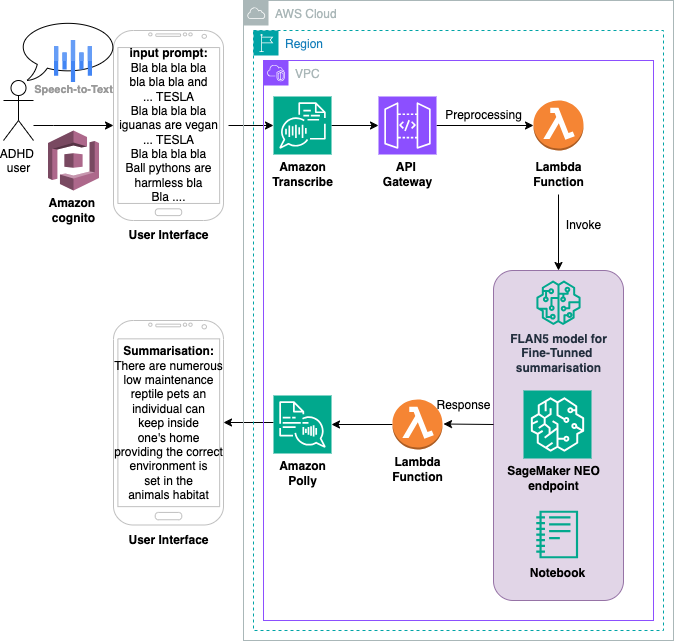 AWS Cloud
Region
VPC
Speech-to-Text
ADHD
user
Amazon
cognito
input prompt:
Bla bla bla bla
bla bla bla and
... TESLA
Bla bla bla bla
iguanas are vegan
... TESLA
Bla bla bla bla
Ball pythons are
harmless bla
Bla ....
User Interface
Amazon
Transcribe
API
Gateway
Preprocessing
Lambda
Function
Invoke
FLAN5 model for
Fine-Tunned
summarisation
SageMaker NEO
endpoint
Notebook
Response
Lambda
Function
Amazon
Polly
Summarisation:
There are numerous
low maintenance
reptile pets an
individual can
keep inside
one's home
providing the correct
environment is
set in the
animals habitat
User Interface